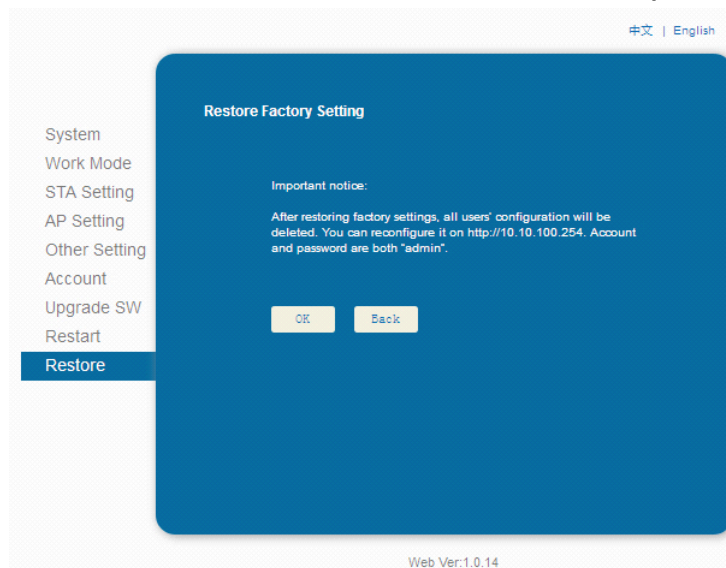 中文 | English
Restore Factory Setting
System
Work Mode
STA Setting
AP Setting
Other Setting
Account
Upgrade SW
Restart
Restore
Important notice:
After restoring factory settings, all users' configuration will be
deleted. You can reconfigure it on http://10.10.100.254. Account
and password are both "admin".
OK Back
Web Ver:1.0.14